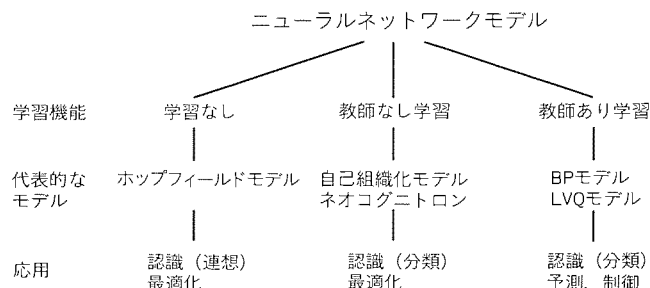 ニューラルネットワークモデル
学習機能 学習なし 教師なし学習 教師あり学習
代表的な ホップフィールドモデル 自己組織化モデル BPモデル
モデル ネオコグニトロン LVQモデル
応用 認識（連想） 認識（分類） 認識（分類）
最適化 最適化 予測，制御